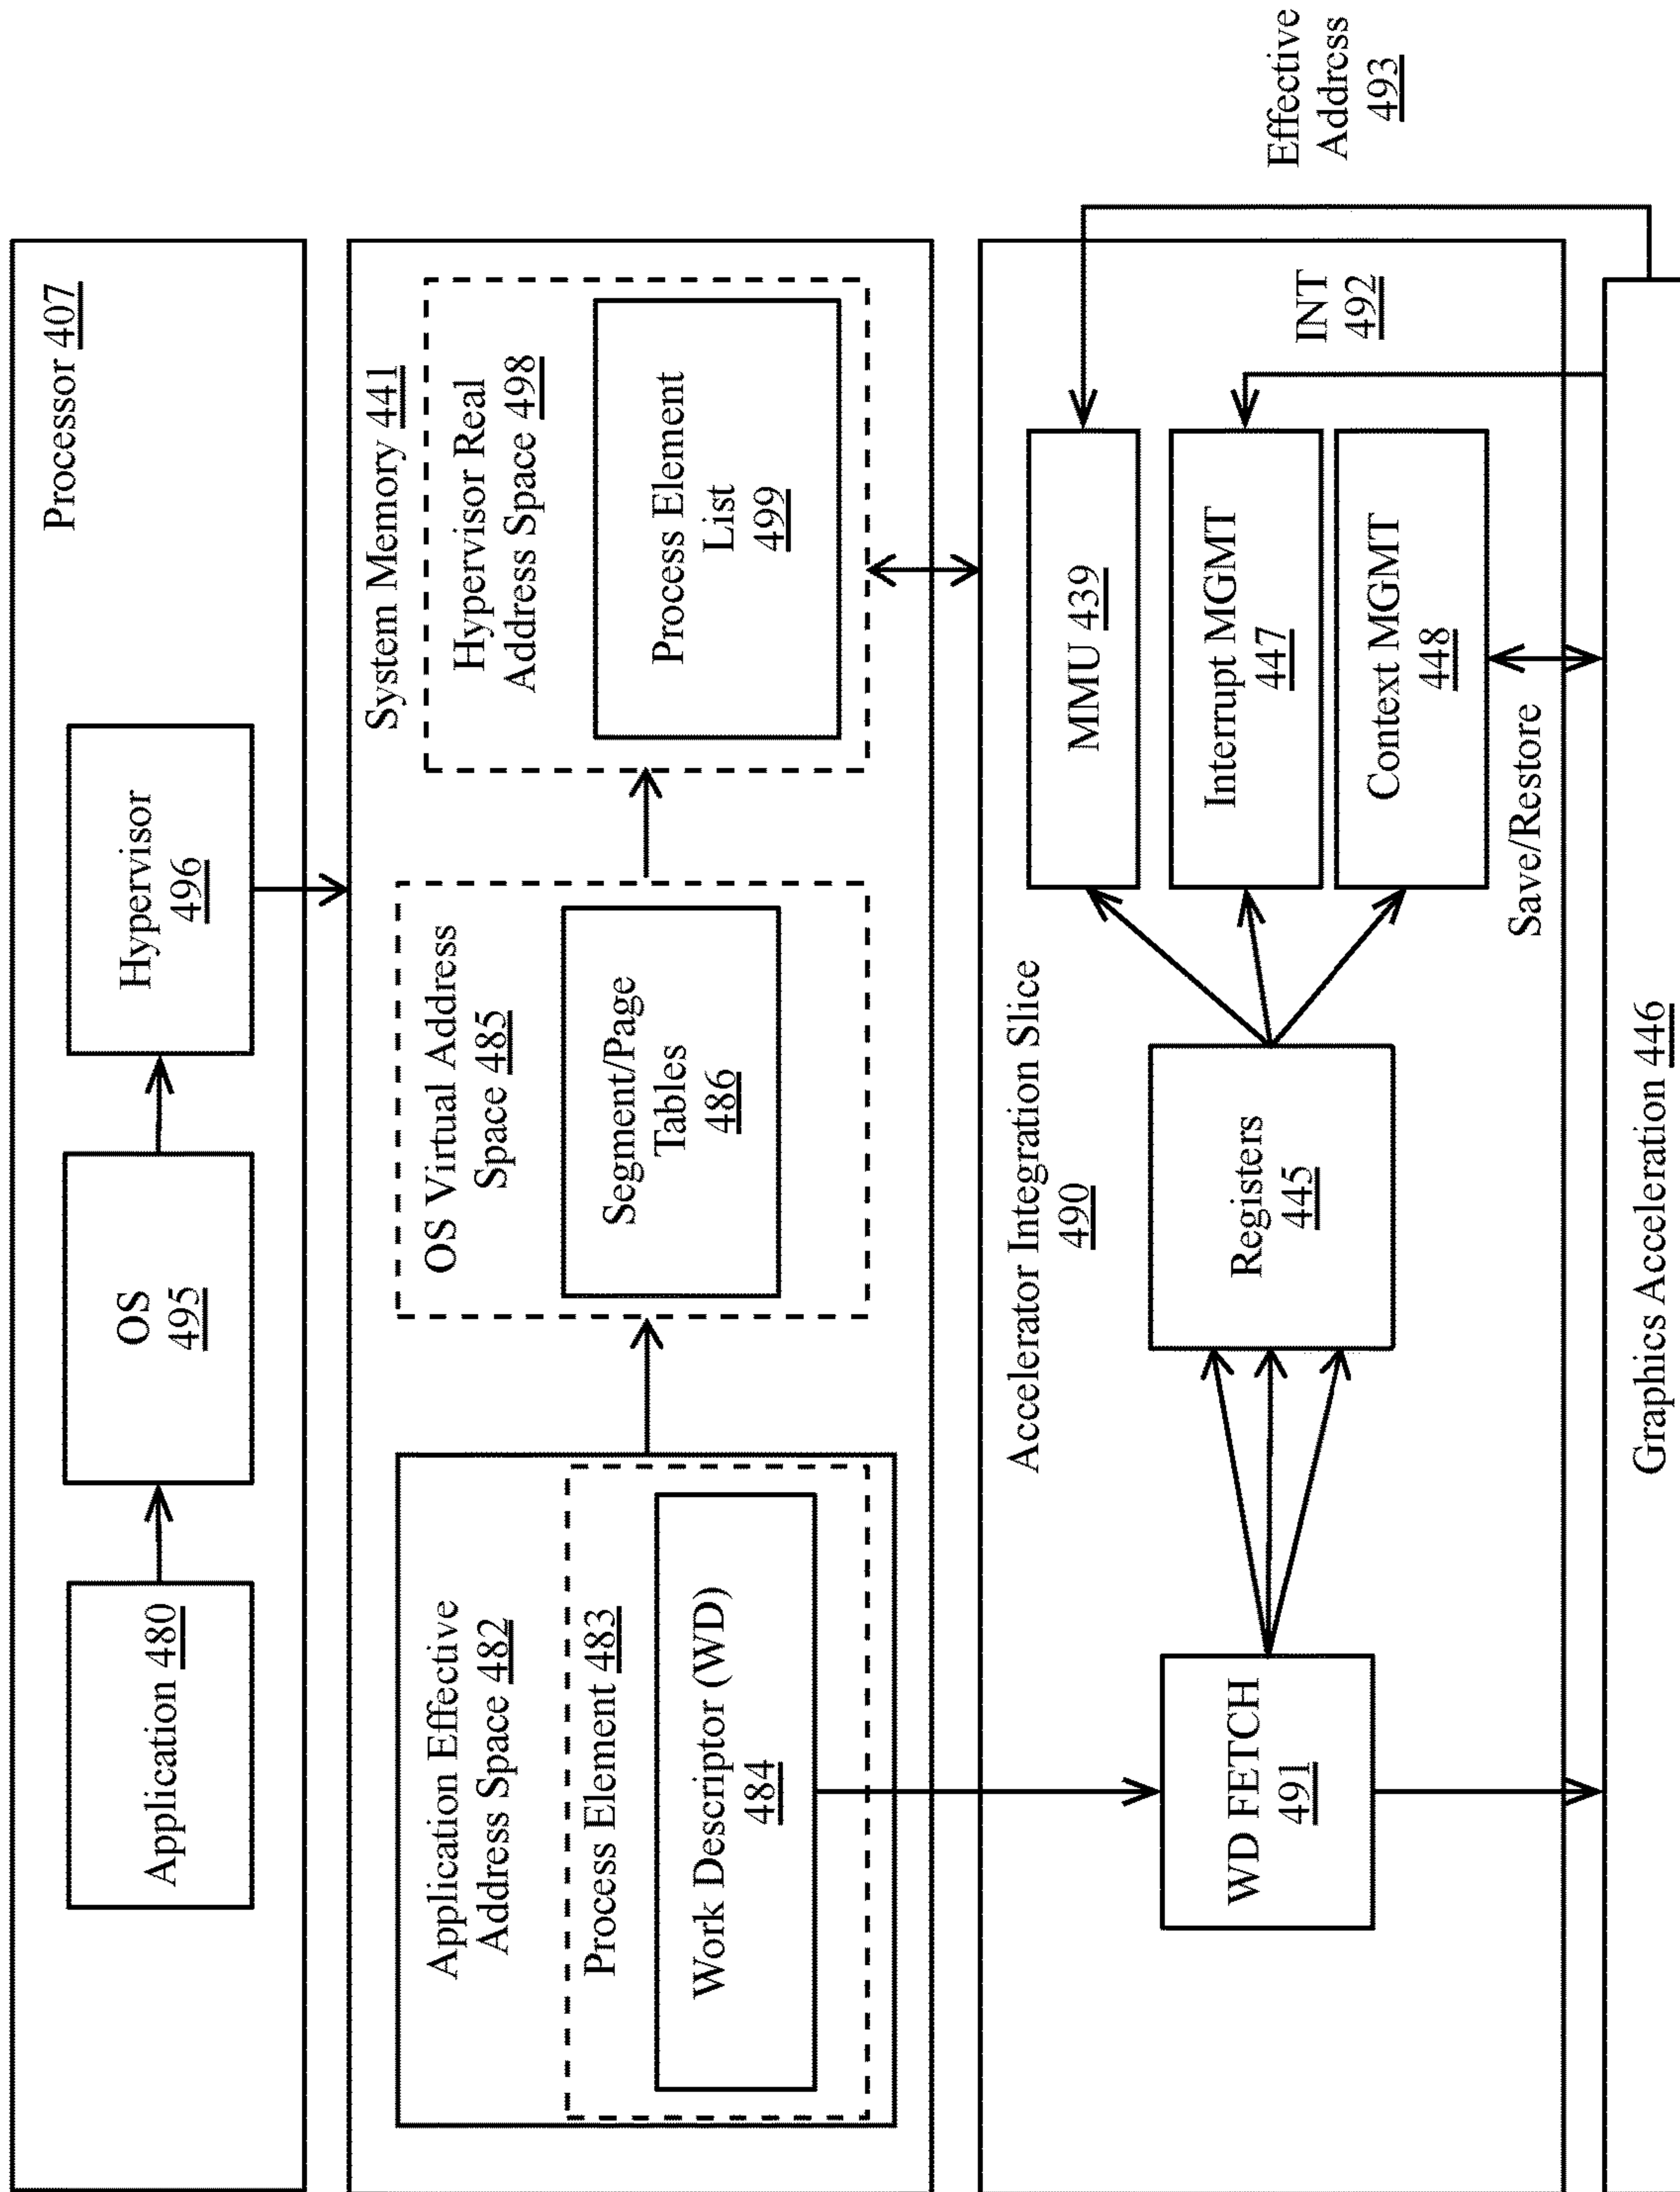 Processor 407
Application 480
OS
495
Hypervisor
496
System Memory 441
Application Effective
Address Space 482
Process Element 483
Work Descriptor (WD)
484
OS Virtual Address
Space 485
Segment/Page
Tables
486
Hypervisor Real
Address Space 498
Process Element
List
499
Accelerator Integration Slice
490
WD FETCH
491
Registers
445
MMU 439
Interrupt MGMT
447
Context MGMT
448
Save/Restore
INT
492
Effective
Address
493
Graphics Acceleration 446